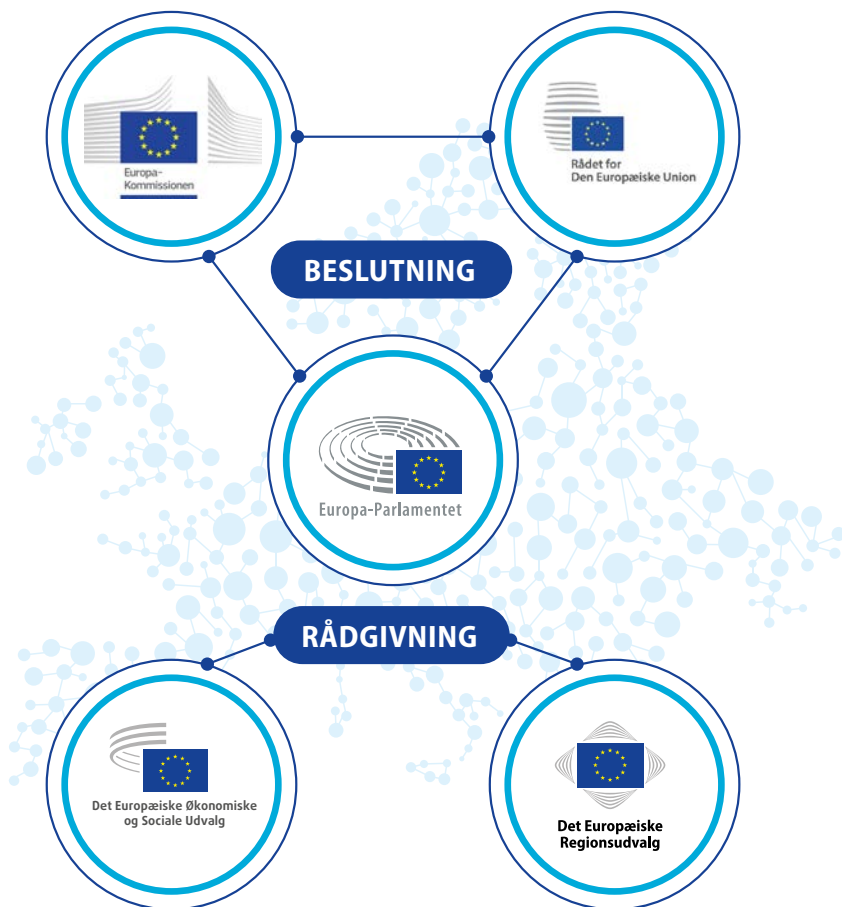 Europa-
Kommissionen
Rådet for
Den Europæiske Union
BESLUTNING
Europa-Parlamentet
RÅDGIVNING
Det Europæiske Økonomiske
og Sociale Udvalg
Det Europæiske
Regionsudvalg